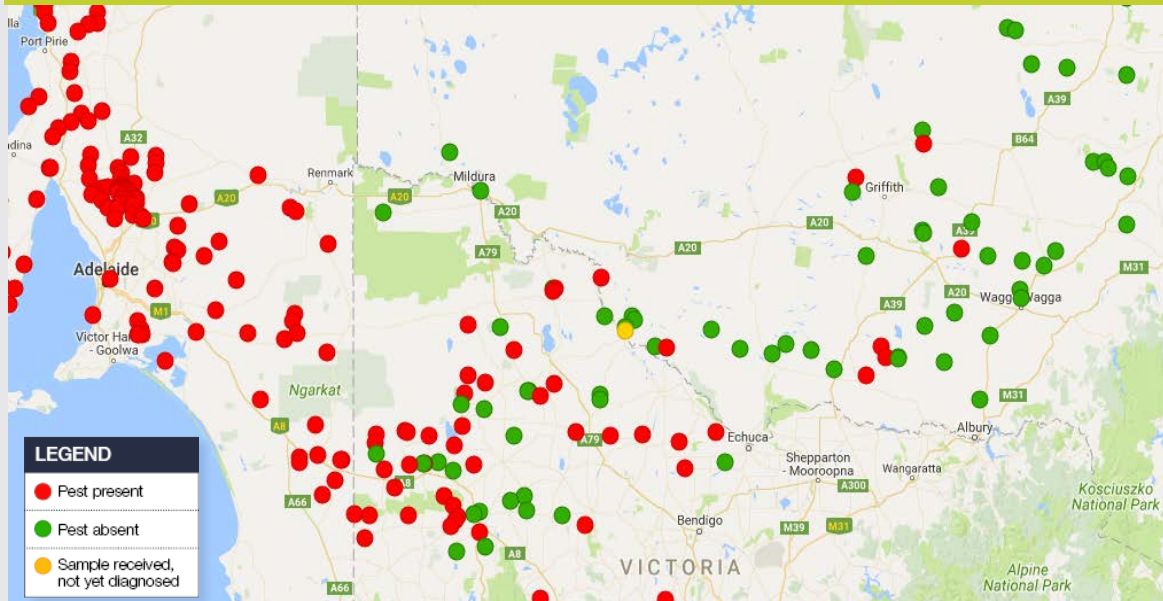 lla
Port Pirie
A39
B64
A32
dina
Renmark
Mildura
A20
A20
A20
Griffith
A20
A39
A79
A20
M31
Adelaide
A20
Wagga Wagga
A39
M1
Victor Har
- Goolwa
Ngarkat
M31
A8
A79
Echuca
Albury
Shepparton
- Mooroopna
Wangaratta
A8
A300
A66
Kosciuszko
National Park
Bendigo
M39
M31
A8
VICTORIA
Alpine
National Park
A66
LEGEND
Pest present
Pest absent
Sample received,
not yet diagnosed